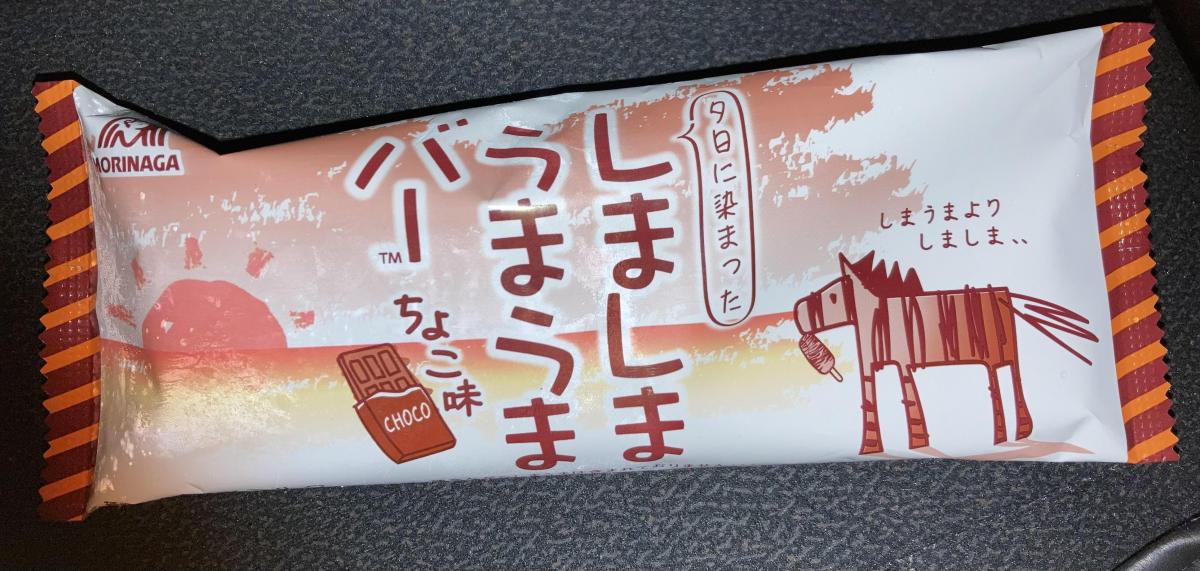 MORINAGA
夕日に染まった
しましま
うまうま
バー
TM
ちょこ味
CHOCO
しまうまより
しましま、、